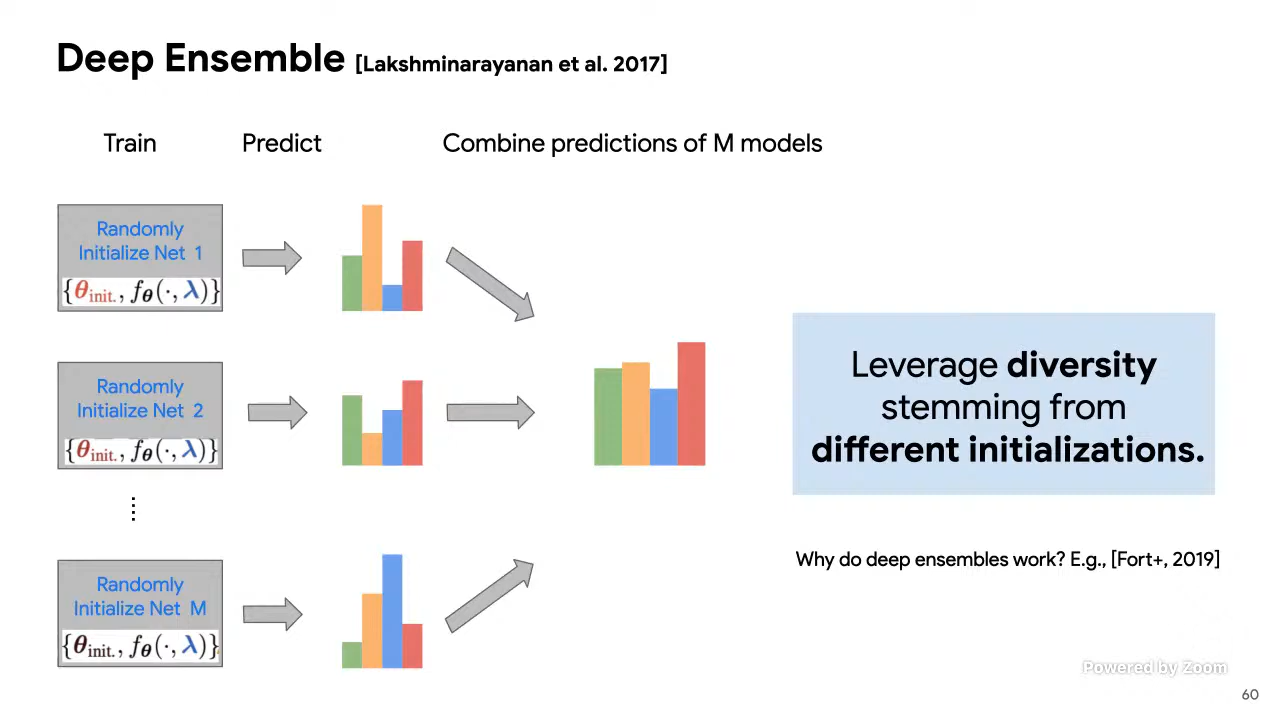 Deep Ensemble [Lakshminarayanan et al. 2017]
Train Predict Combine predictions of M models
Randomly
Initialize Net 1
{θinit., fθ(·, λ)}
Randomly
Initialize Net 2
{θinit., fθ(·, λ)}
Randomly
Initialize Net M
{θinit., fθ(·, λ)}
Leverage diversity
stemming from
different initializations.
Why do deep ensembles work? E.g., [Fort+, 2019]
Powered by Zoom
60